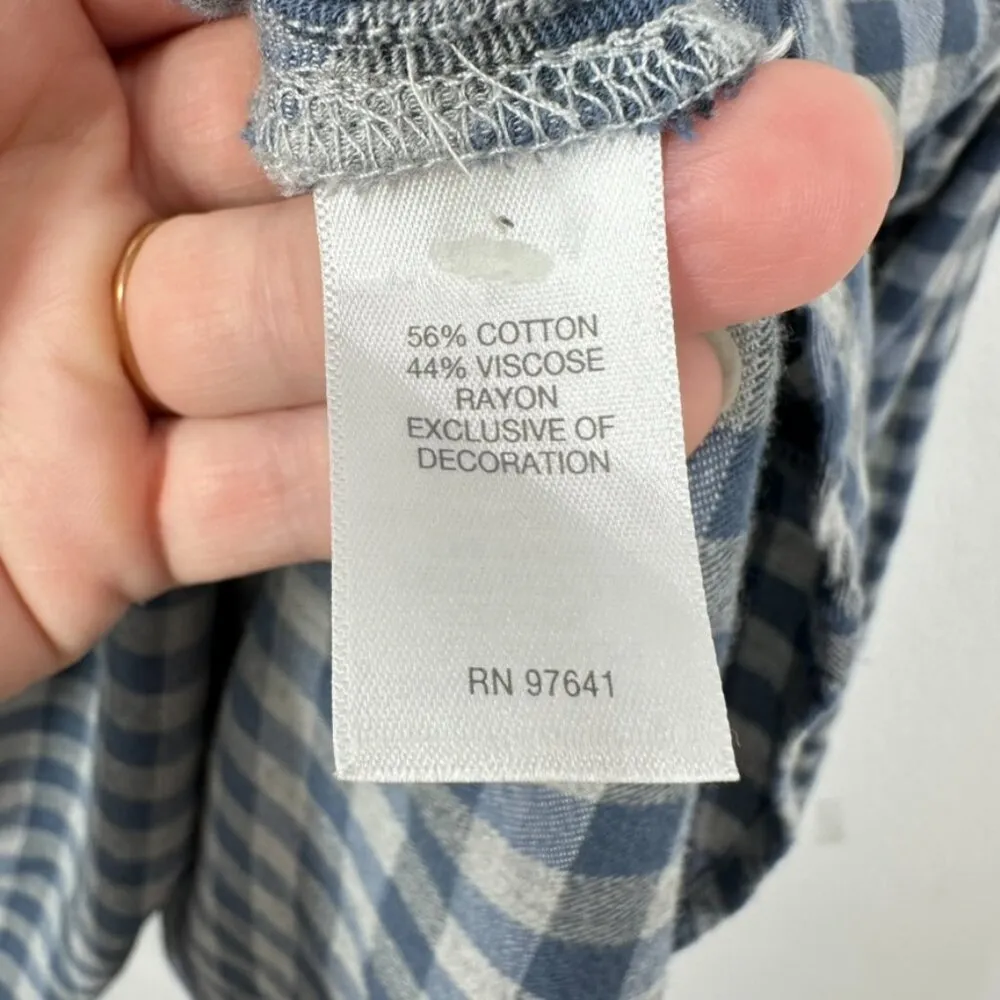 56% COTTON
44% VISCOSE
RAYON
EXCLUSIVE OF
DECORATION
RN 97641